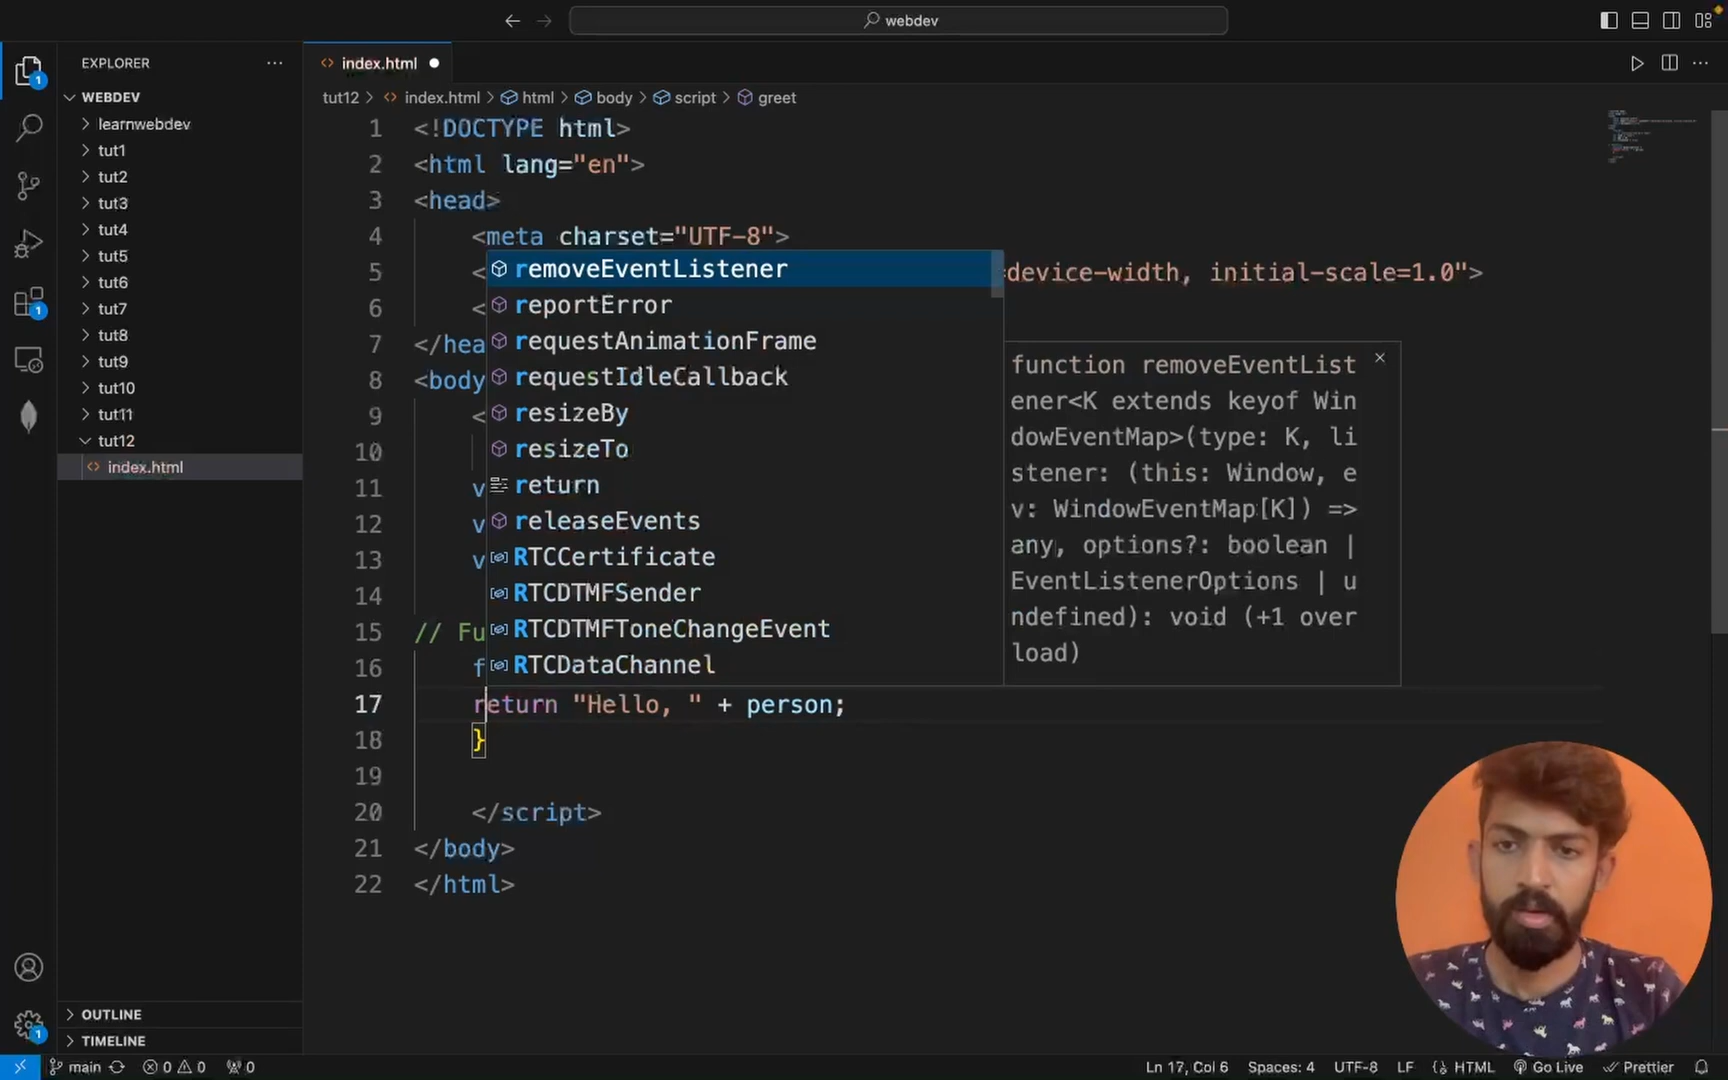 webdev
EXPLORER
index.html
WEBDEV
tut12 > index.html > html > body > script > greet
learnwebdev
tut1
tut2
tut3
tut4
tut5
tut6
tut7
tut8
tut9
tut10
tut11
tut12
index.html
OUTLINE
TIMELINE
1
1
1
1 <!DOCTYPE html>
2 <html lang="en">
3 <head>
4 <meta charset="UTF-8">
5 < =device-width, initial-scale=1.0">
6 <
7 </hea
8 <body
9 <
10
11 v
12 v
13 v
14
15 // Fu
16 f
17 return "Hello, " + person;
18 }
19
20 </script>
21 </body>
22 </html>
removeEventListener
reportError
requestAnimationFrame
requestIdleCallback
resizeBy
resizeTo
return
releaseEvents
RTCCertificate
RTCDTMFSender
RTCDTMFToneChangeEvent
RTCDataChannel
function removeEventList
ener<K extends keyof Win
dowEventMap>(type: K, li
stener: (this: Window, e
v: WindowEventMap[K]) =>
any, options?: boolean |
EventListenerOptions | u
ndefined): void (+1 over
load)
main 0 0 0 Ln 17, Col 6 Spaces: 4 UTF-8 LF HTML Go Live Prettier